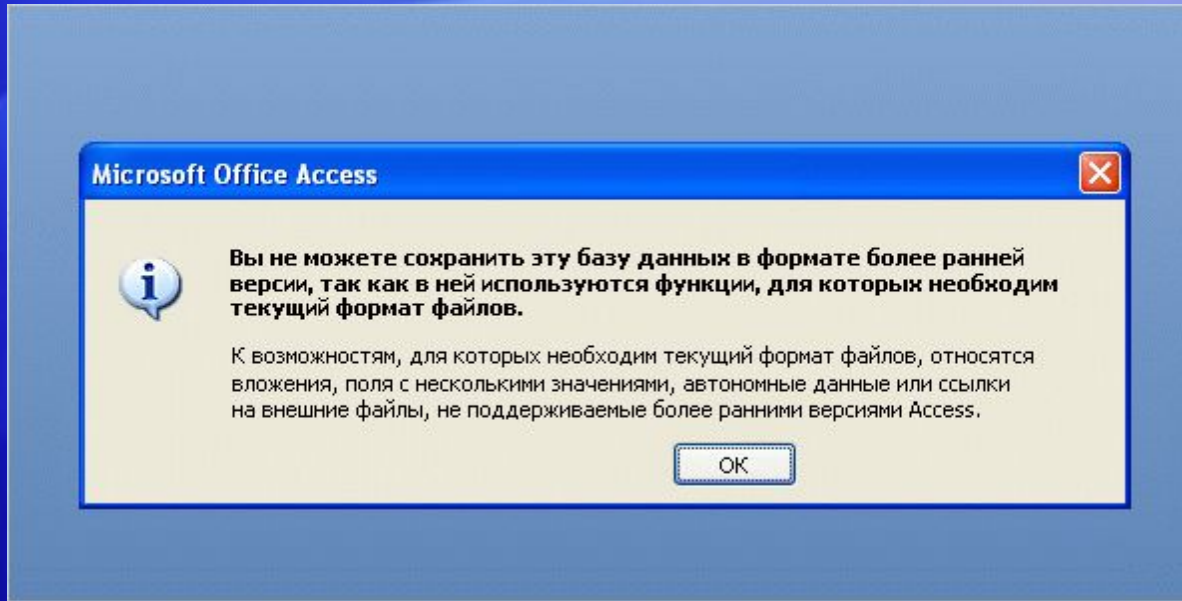 Microsoft Office Access
Вы не можете сохранить эту базу данных в формате более ранней
версии, так как в ней используются функции, для которых необходим
текущий формат файлов.
К возможностям, для которых необходим текущий формат файлов, относятся
вложения, поля с несколькими значениями, автономные данные или ссылки
на внешние файлы, не поддерживаемые более ранними версиями Access.
ОК